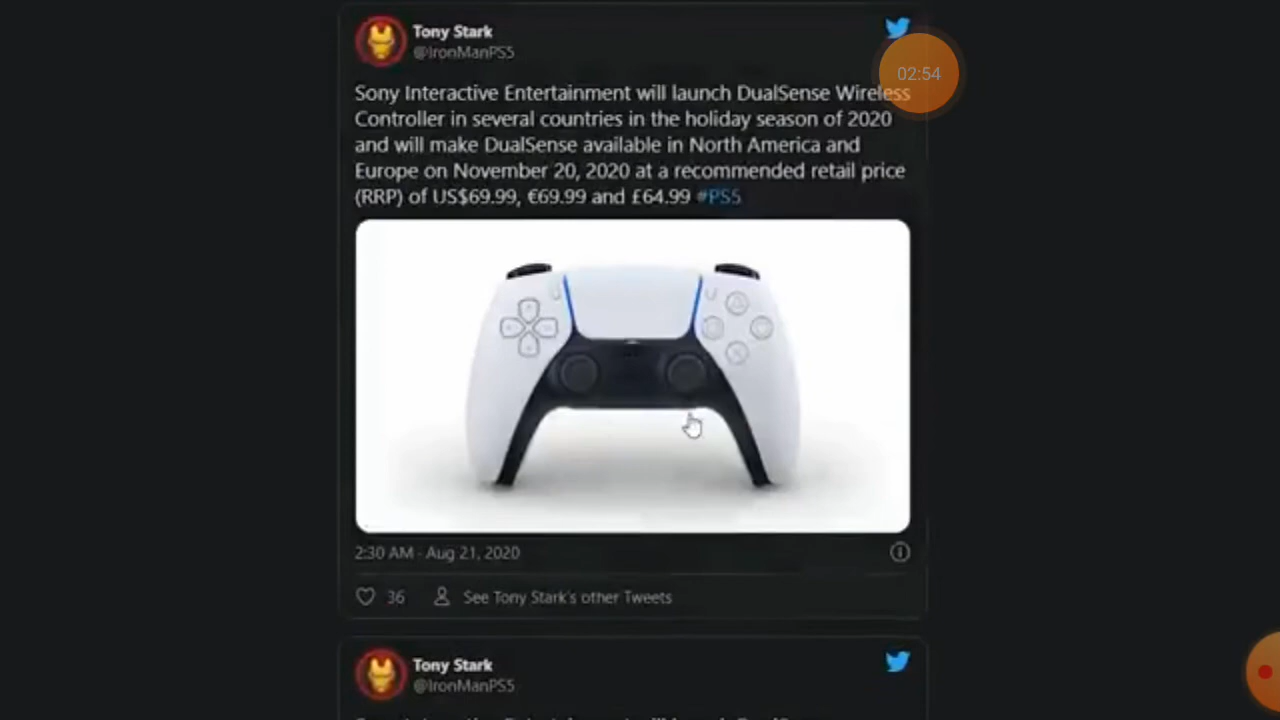 Tony Stark
@IronManPS5
02:54
Sony Interactive Entertainment will launch DualSense Wireless
Controller in several countries in the holiday season of 2020
and will make DualSense available in North America and
Europe on November 20, 2020 at a recommended retail price
(RRP) of US$69.99, €69.99 and £64.99 #PS5
2:30 AM · Aug 21, 2020
36
See Tony Stark's other Tweets
Tony Stark
@IronManPS5